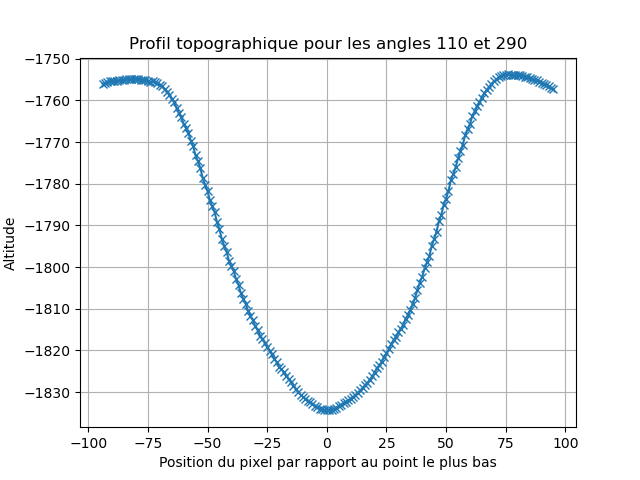 Profil topographique pour les angles 110 et 290
−1750
−1760
−1770
−1780
−1790
−1800
−1810
−1820
−1830
Altitude
−100 −75 −50 −25 0 25 50 75 100
Position du pixel par rapport au point le plus bas